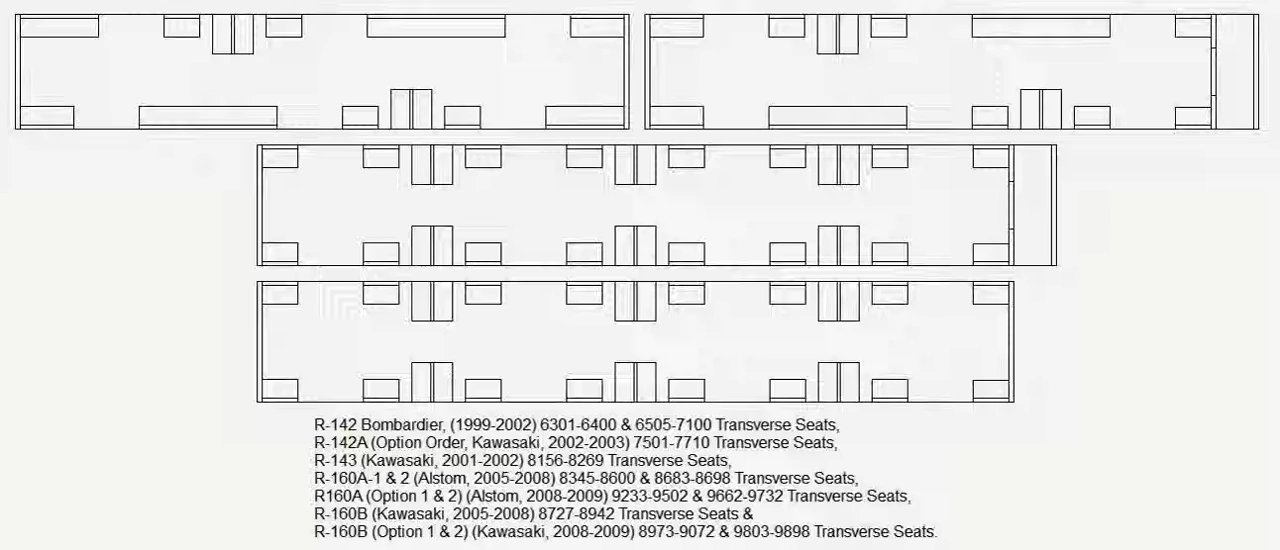 R-142 Bombardier, (1999-2002) 6301-6400 & 6505-7100 Transverse Seats,
R-142A (Option Order, Kawasaki, 2002-2003) 7501-7710 Transverse Seats,
R-143 (Kawasaki, 2001-2002) 8156-8269 Transverse Seats,
R-160A-1 & 2 (Alstom, 2005-2008) 8345-8600 & 8683-8698 Transverse Seats,
R160A (Option 1 & 2) (Alstom, 2008-2009) 9233-9502 & 9662-9732 Transverse Seats,
R-160B (Kawasaki, 2005-2008) 8727-8942 Transverse Seats &
R-160B (Option 1 & 2) (Kawasaki, 2008-2009) 8973-9072 & 9803-9898 Transverse Seats.